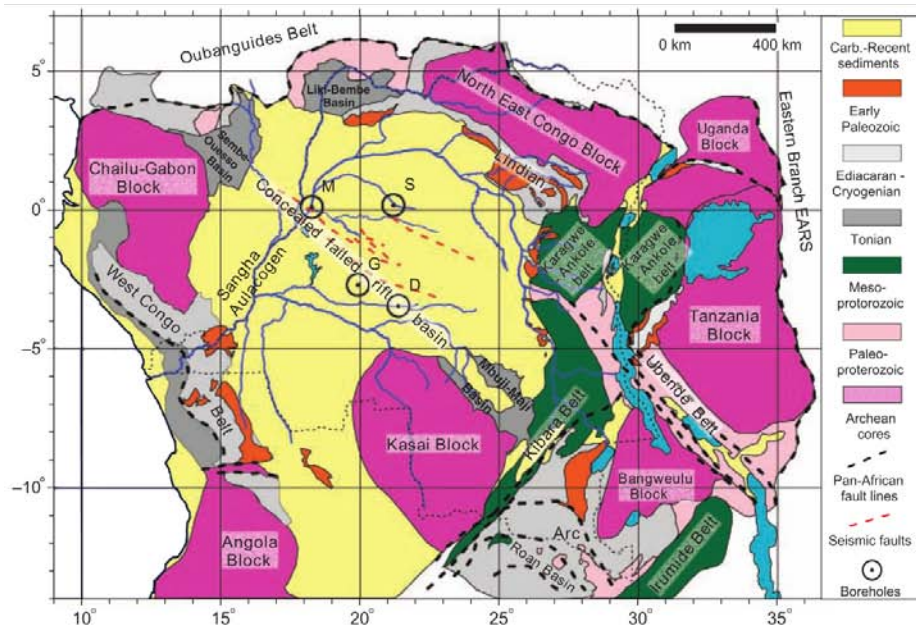 Oubanguides Belt
0 km 400 km
5°
0°
−5°
−10°
10° 15° 20° 25° 30° 35°
Liki-Bembe
Basin
North East Congo Block
Uganda
Block
Eastern Branch EARS
Sembe-
Ouesso
Basin
Chailu-Gabon
Block
Lindian
M
S
Concealed failed rift basin
Karagwe
Ankole
belt
Karagwe
Ankole
belt
Sangha
Aulacogen
G
D
West Congo
Belt
Tanzania
Block
Mbuji-Maji
Basin
Ubende Belt
Kibara Belt
Kasai Block
Bangweulu
Block
Angola
Block
Arc
Roan Basin
Irumide Belt
Carb.-Recent
sediments
Early
Paleozoic
Ediacaran -
Cryogenian
Tonian
Meso-
proterozoic
Paleo-
proterozoic
Archean
cores
Pan-African
fault lines
Seismic faults
Boreholes